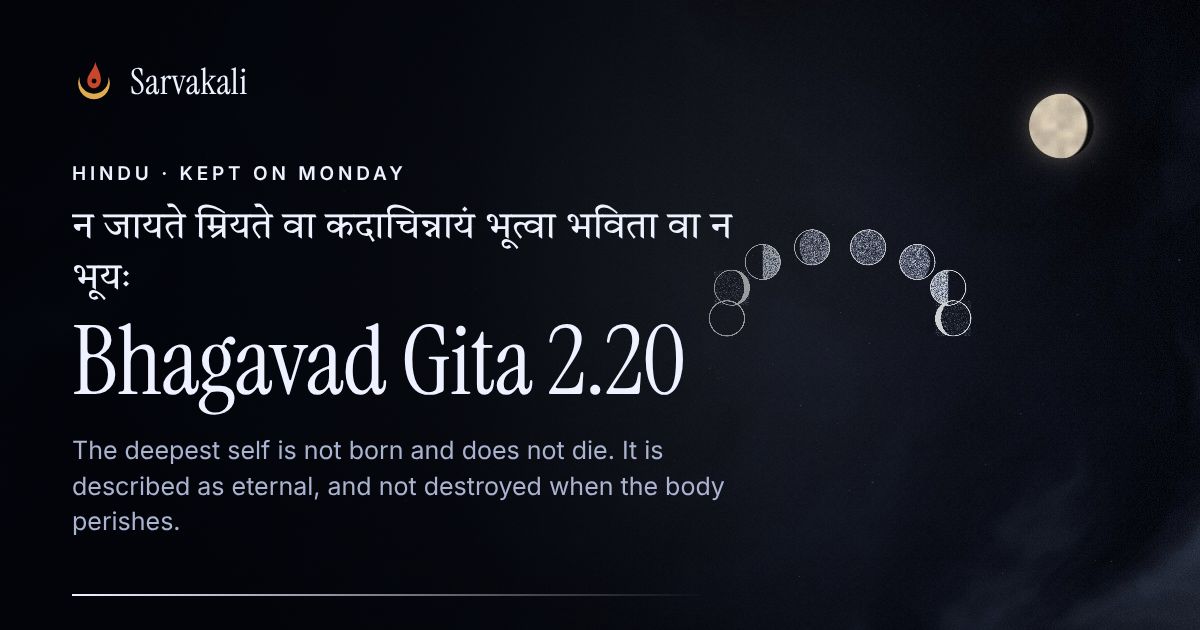 Sarvakali
HINDU · KEPT ON MONDAY
न जायते म्रियते वा कदाचिन्नायं भूत्वा भविता वा न
भूयः
Bhagavad Gita 2.20
The deepest self is not born and does not die. It is
described as eternal, and not destroyed when the body
perishes.